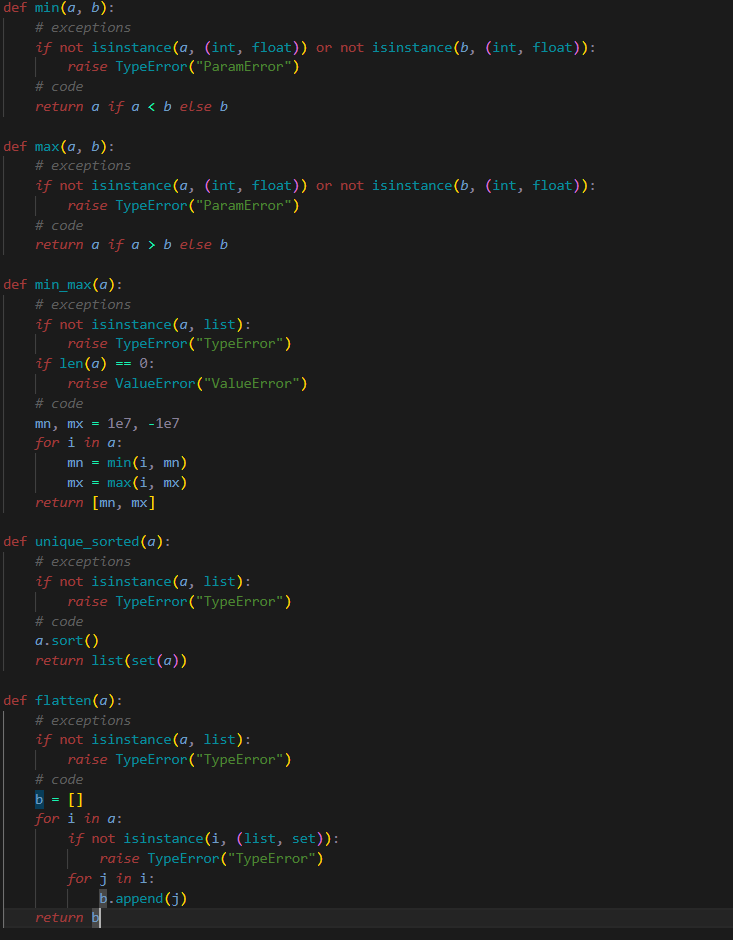 def min(a, b):
    # exceptions
    if not isinstance(a, (int, float)) or not isinstance(b, (int, float)):
        raise TypeError("ParamError")
    # code
    return a if a < b else b

def max(a, b):
    # exceptions
    if not isinstance(a, (int, float)) or not isinstance(b, (int, float)):
        raise TypeError("ParamError")
    # code
    return a if a > b else b

def min_max(a):
    # exceptions
    if not isinstance(a, list):
        raise TypeError("TypeError")
    if len(a) == 0:
        raise ValueError("ValueError")
    # code
    mn, mx = 1e7, -1e7
    for i in a:
        mn = min(i, mn)
        mx = max(i, mx)
    return [mn, mx]

def unique_sorted(a):
    # exceptions
    if not isinstance(a, list):
        raise TypeError("TypeError")
    # code
    a.sort()
    return list(set(a))

def flatten(a):
    # exceptions
    if not isinstance(a, list):
        raise TypeError("TypeError")
    # code
    b = []
    for i in a:
        if not isinstance(i, (list, set)):
            raise TypeError("TypeError")
        for j in i:
            b.append(j)
    return b